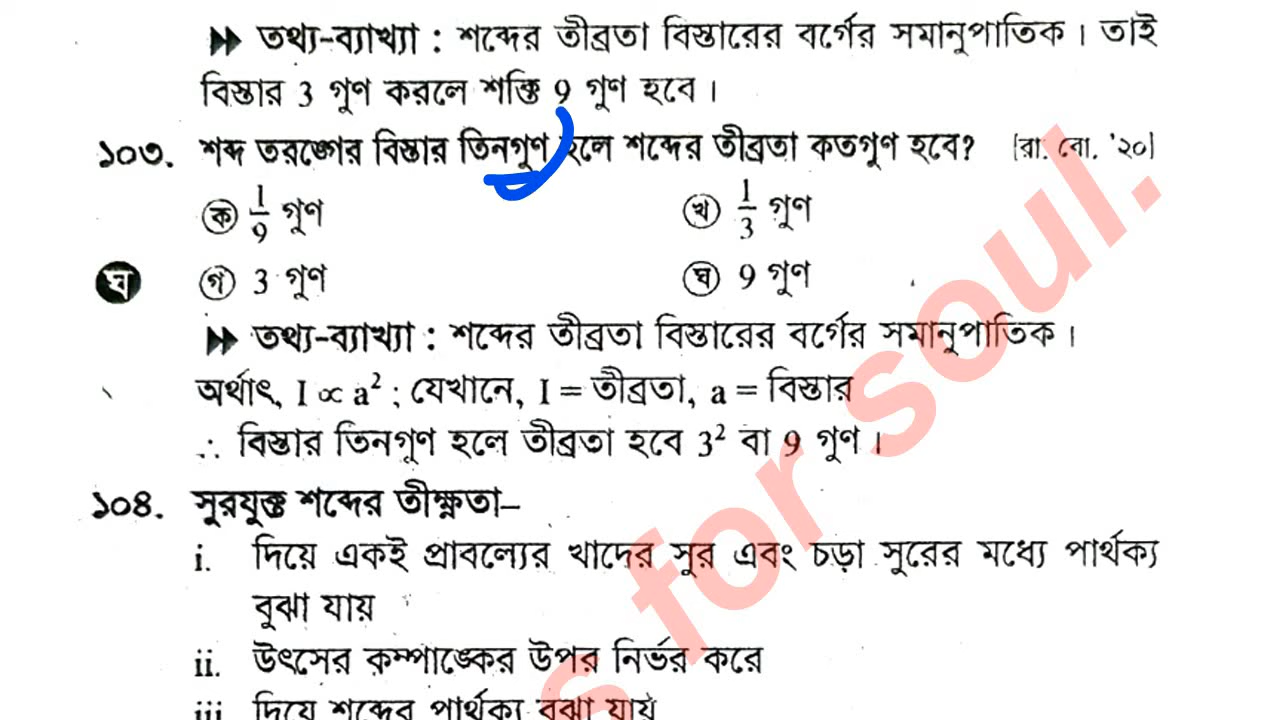 ▶▶ তথ্য-ব্যাখ্যা : শব্দের তীব্রতা বিস্তারের বর্গের সমানুপাতিক। তাই
বিস্তার 3 গুণ করলে শক্তি 9 গুণ হবে।
১০৩. শব্দ তরঙ্গের বিস্তার তিনগুণ হলে শব্দের তীব্রতা কতগুণ হবে? [রা. বো. '২০]
ক 1/9 গুণ খ 1/3 গুণ
ঘ গ 3 গুণ ঘ 9 গুণ
▶▶ তথ্য-ব্যাখ্যা : শব্দের তীব্রতা বিস্তারের বর্গের সমানুপাতিক।
অর্থাৎ, I ∝ a² ; যেখানে, I = তীব্রতা, a = বিস্তার
∴ বিস্তার তিনগুণ হলে তীব্রতা হবে 3² বা 9 গুণ।
১০৪. সুরযুক্ত শব্দের তীক্ষ্ণতা–
i. দিয়ে একই প্রাবল্যের খাদের সুর এবং চড়া সুরের মধ্যে পার্থক্য
বুঝা যায়
ii. উৎসের কম্পাঙ্কের উপর নির্ভর করে
iii. দিয়ে শব্দের পার্থক্য বুঝা যায়
s for soul.